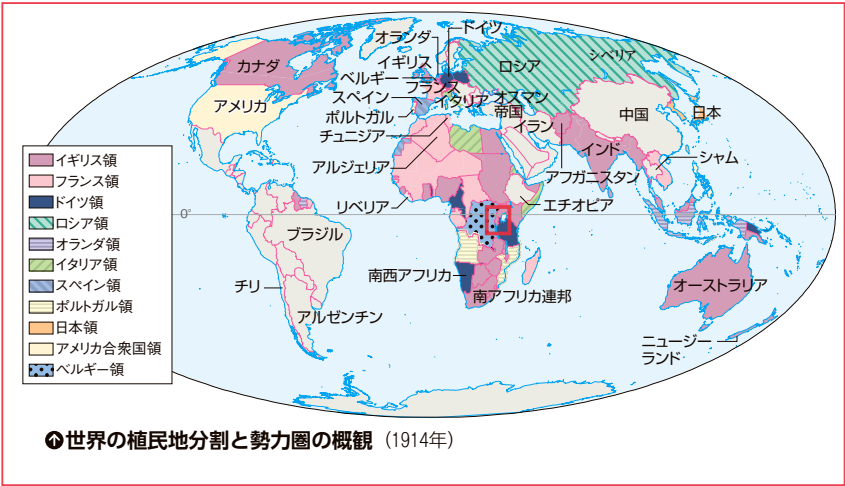 オランダ
ドイツ
イギリス
カナダ
ベルギー
フランス
ロシア
シベリア
スペイン
イタリア
オスマン
帝国
アメリカ
ポルトガル
イラン
中国
日本
チュニジア
インド
シャム
アルジェリア
アフガニスタン
リベリア
エチオピア
0°
ブラジル
南西アフリカ
チリ
南アフリカ連邦
オーストラリア
アルゼンチン
ニュージー
ランド
イギリス領
フランス領
ドイツ領
ロシア領
オランダ領
イタリア領
スペイン領
ポルトガル領
日本領
アメリカ合衆国領
ベルギー領
世界の植民地分割と勢力圏の概観 (1914年)